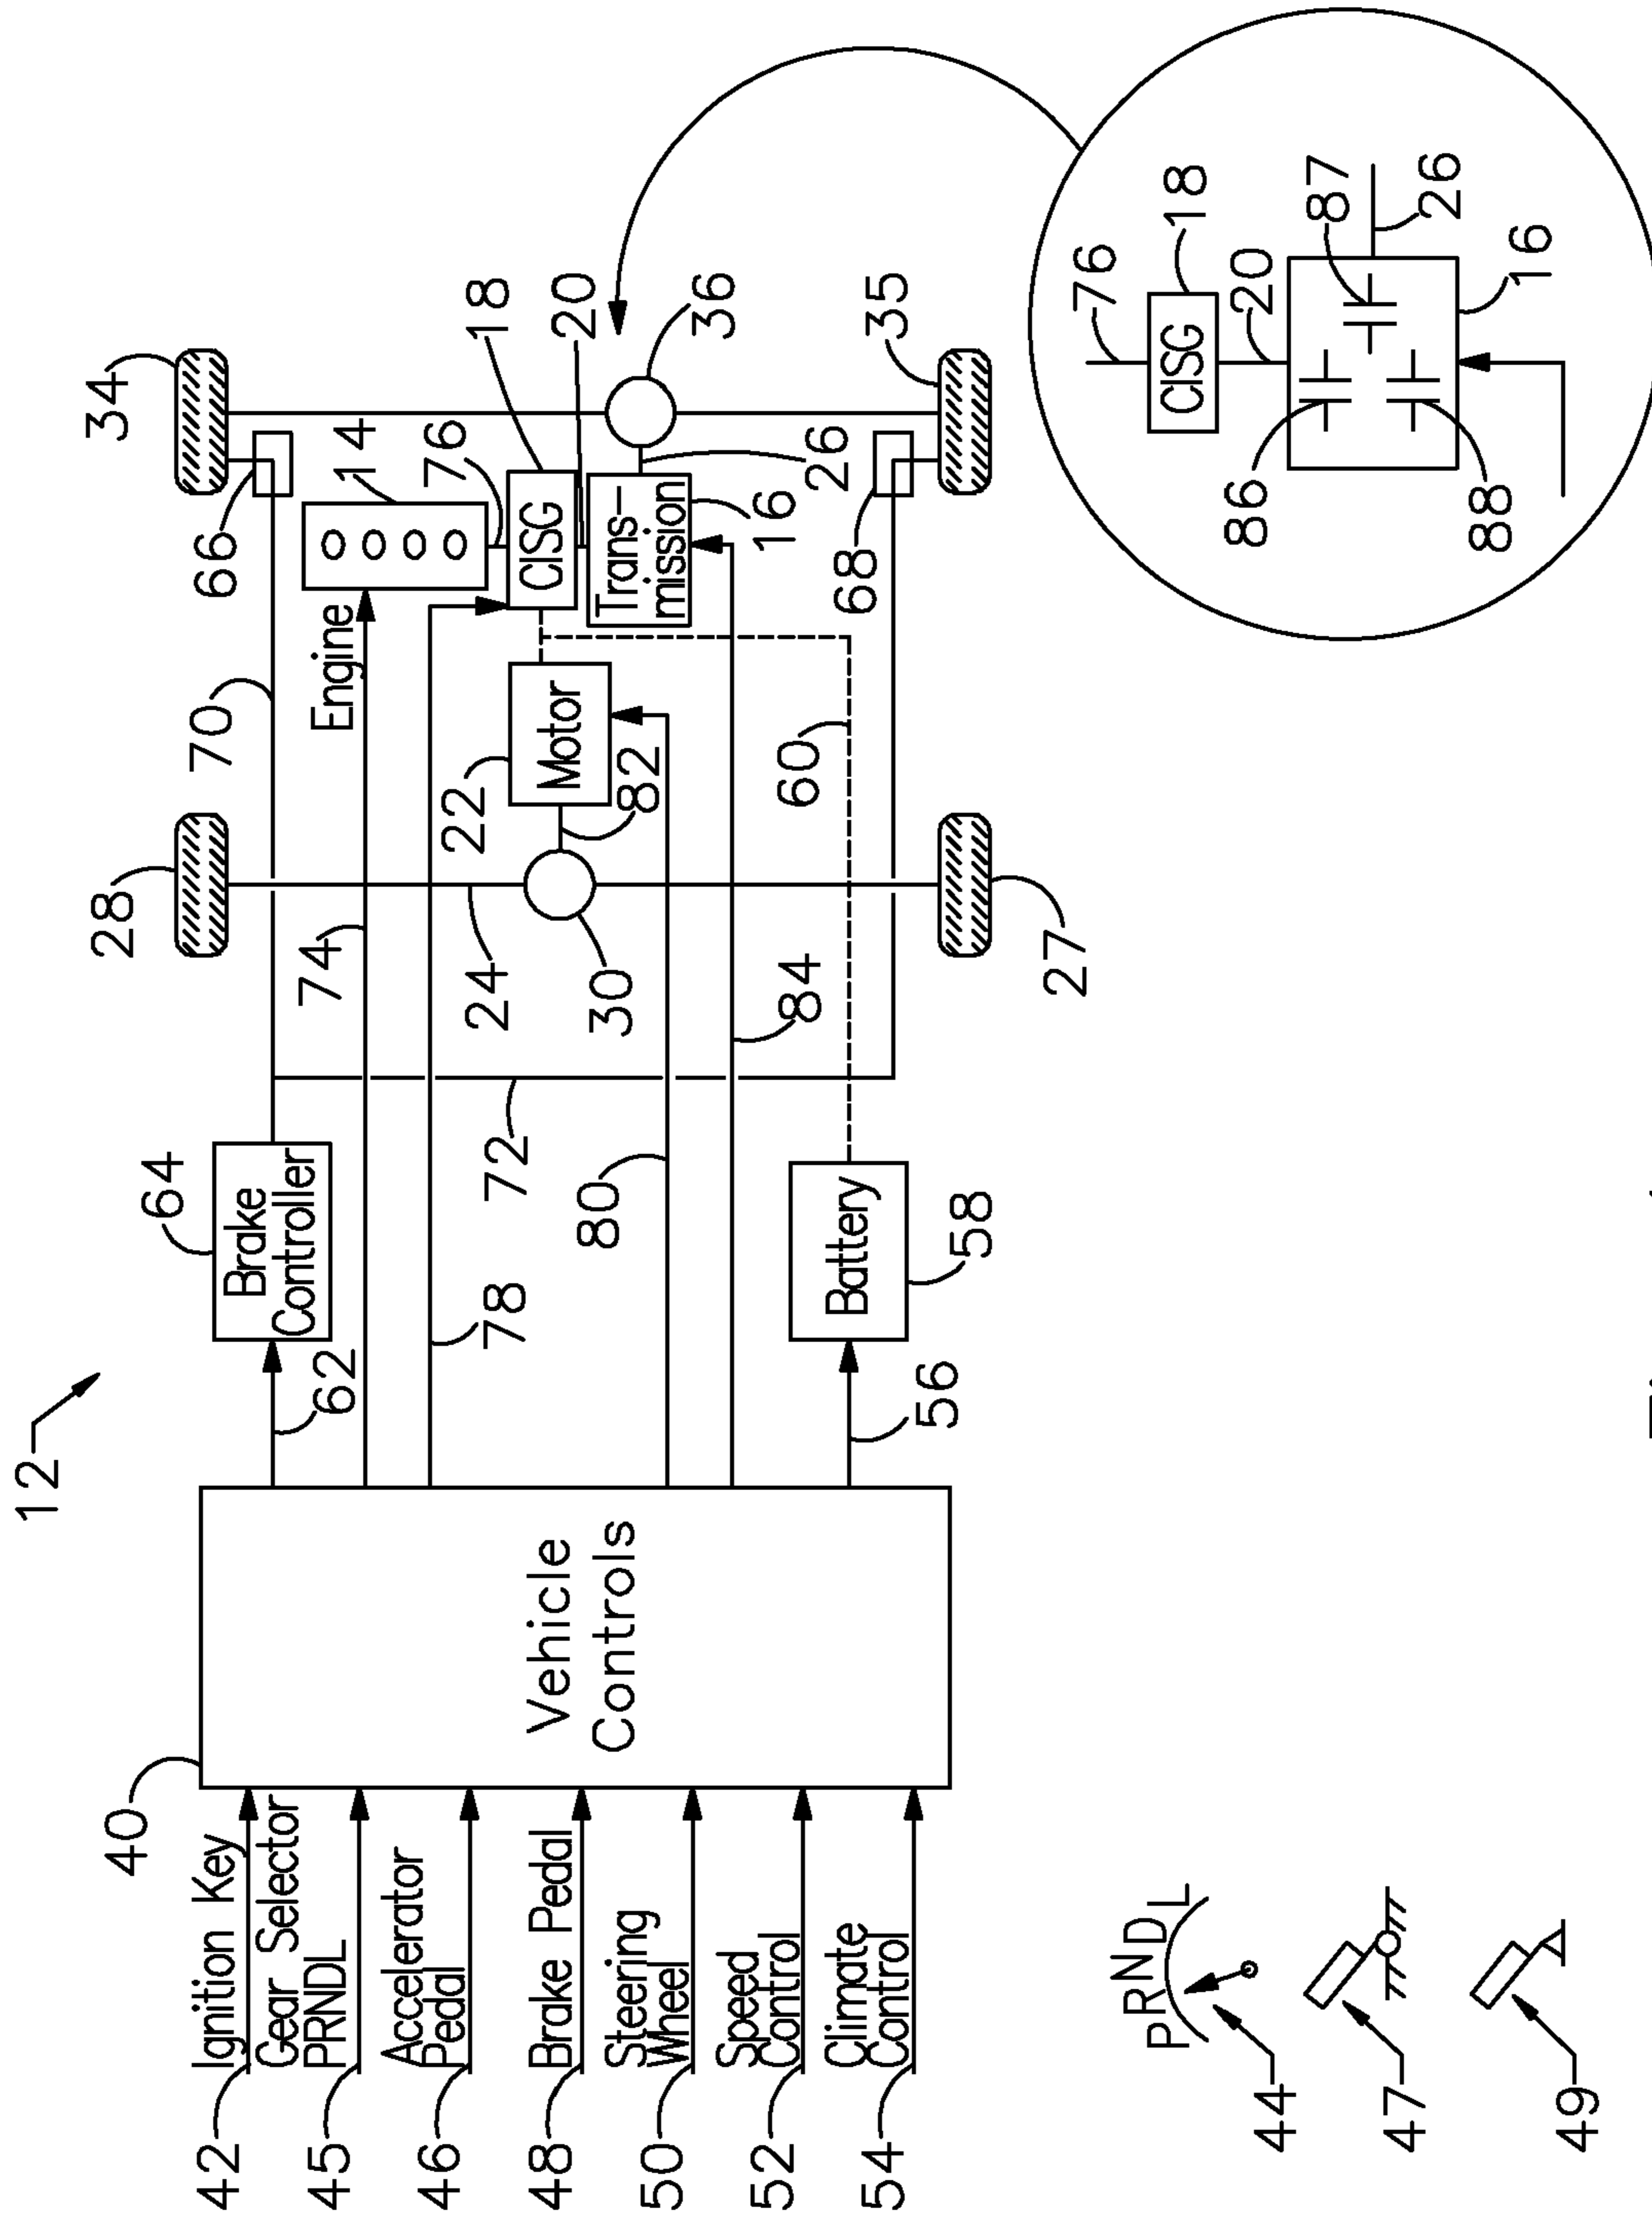 12
40
42
Ignition Key
45
Gear Selector
PRNDL
46
Accelerator
Pedal
48
Brake Pedal
50
Steering
Wheel
52
Speed
Control
54
Climate
Control
Vehicle
Controls
62
64
Brake
Controller
74
78
72
80
84
56
Battery
58
60
70
66
68
28
24
30
27
22
Motor
82
Engine
14
76
18
CISG
20
Trans-
mission
16
26
34
36
35
76
CISG
18
20
86
87
88
26
16
P R N D L
44
47
49